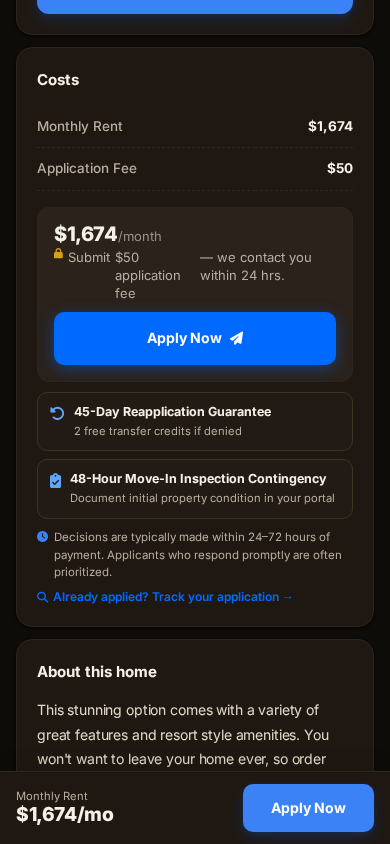 Costs
Monthly Rent $1,674
Application Fee $50
$1,674/month
Submit $50 application fee — we contact you within 24 hrs.
Apply Now
45-Day Reapplication Guarantee
2 free transfer credits if denied
48-Hour Move-In Inspection Contingency
Document initial property condition in your portal
Decisions are typically made within 24–72 hours of
payment. Applicants who respond promptly are often
prioritized.
Already applied? Track your application →
About this home
This stunning option comes with a variety of
great features and resort style amenities. You
won't want to leave your home ever, so order
Monthly Rent
$1,674/mo
Apply Now